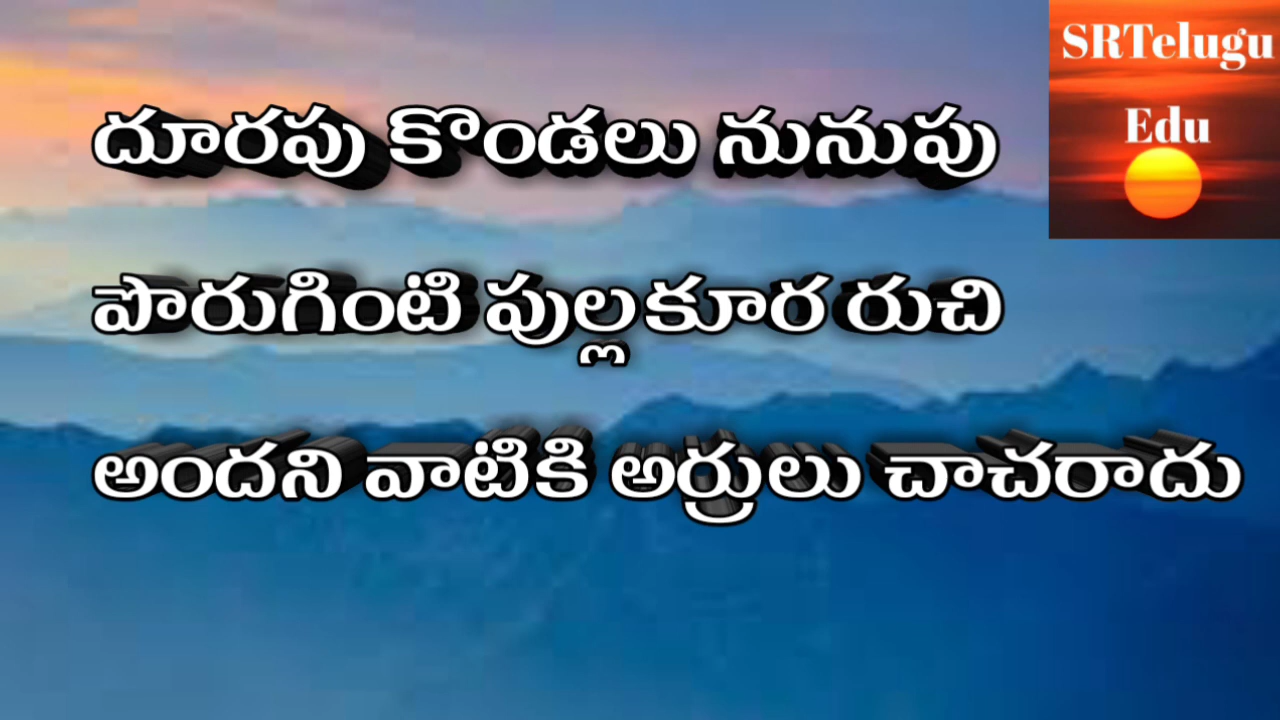 దూరపు కొండలు నునుపు
పొరుగింటి పుల్లకూర రుచి
అందని వాటికి అర్రులు చాచరాదు
SRTelugu
Edu